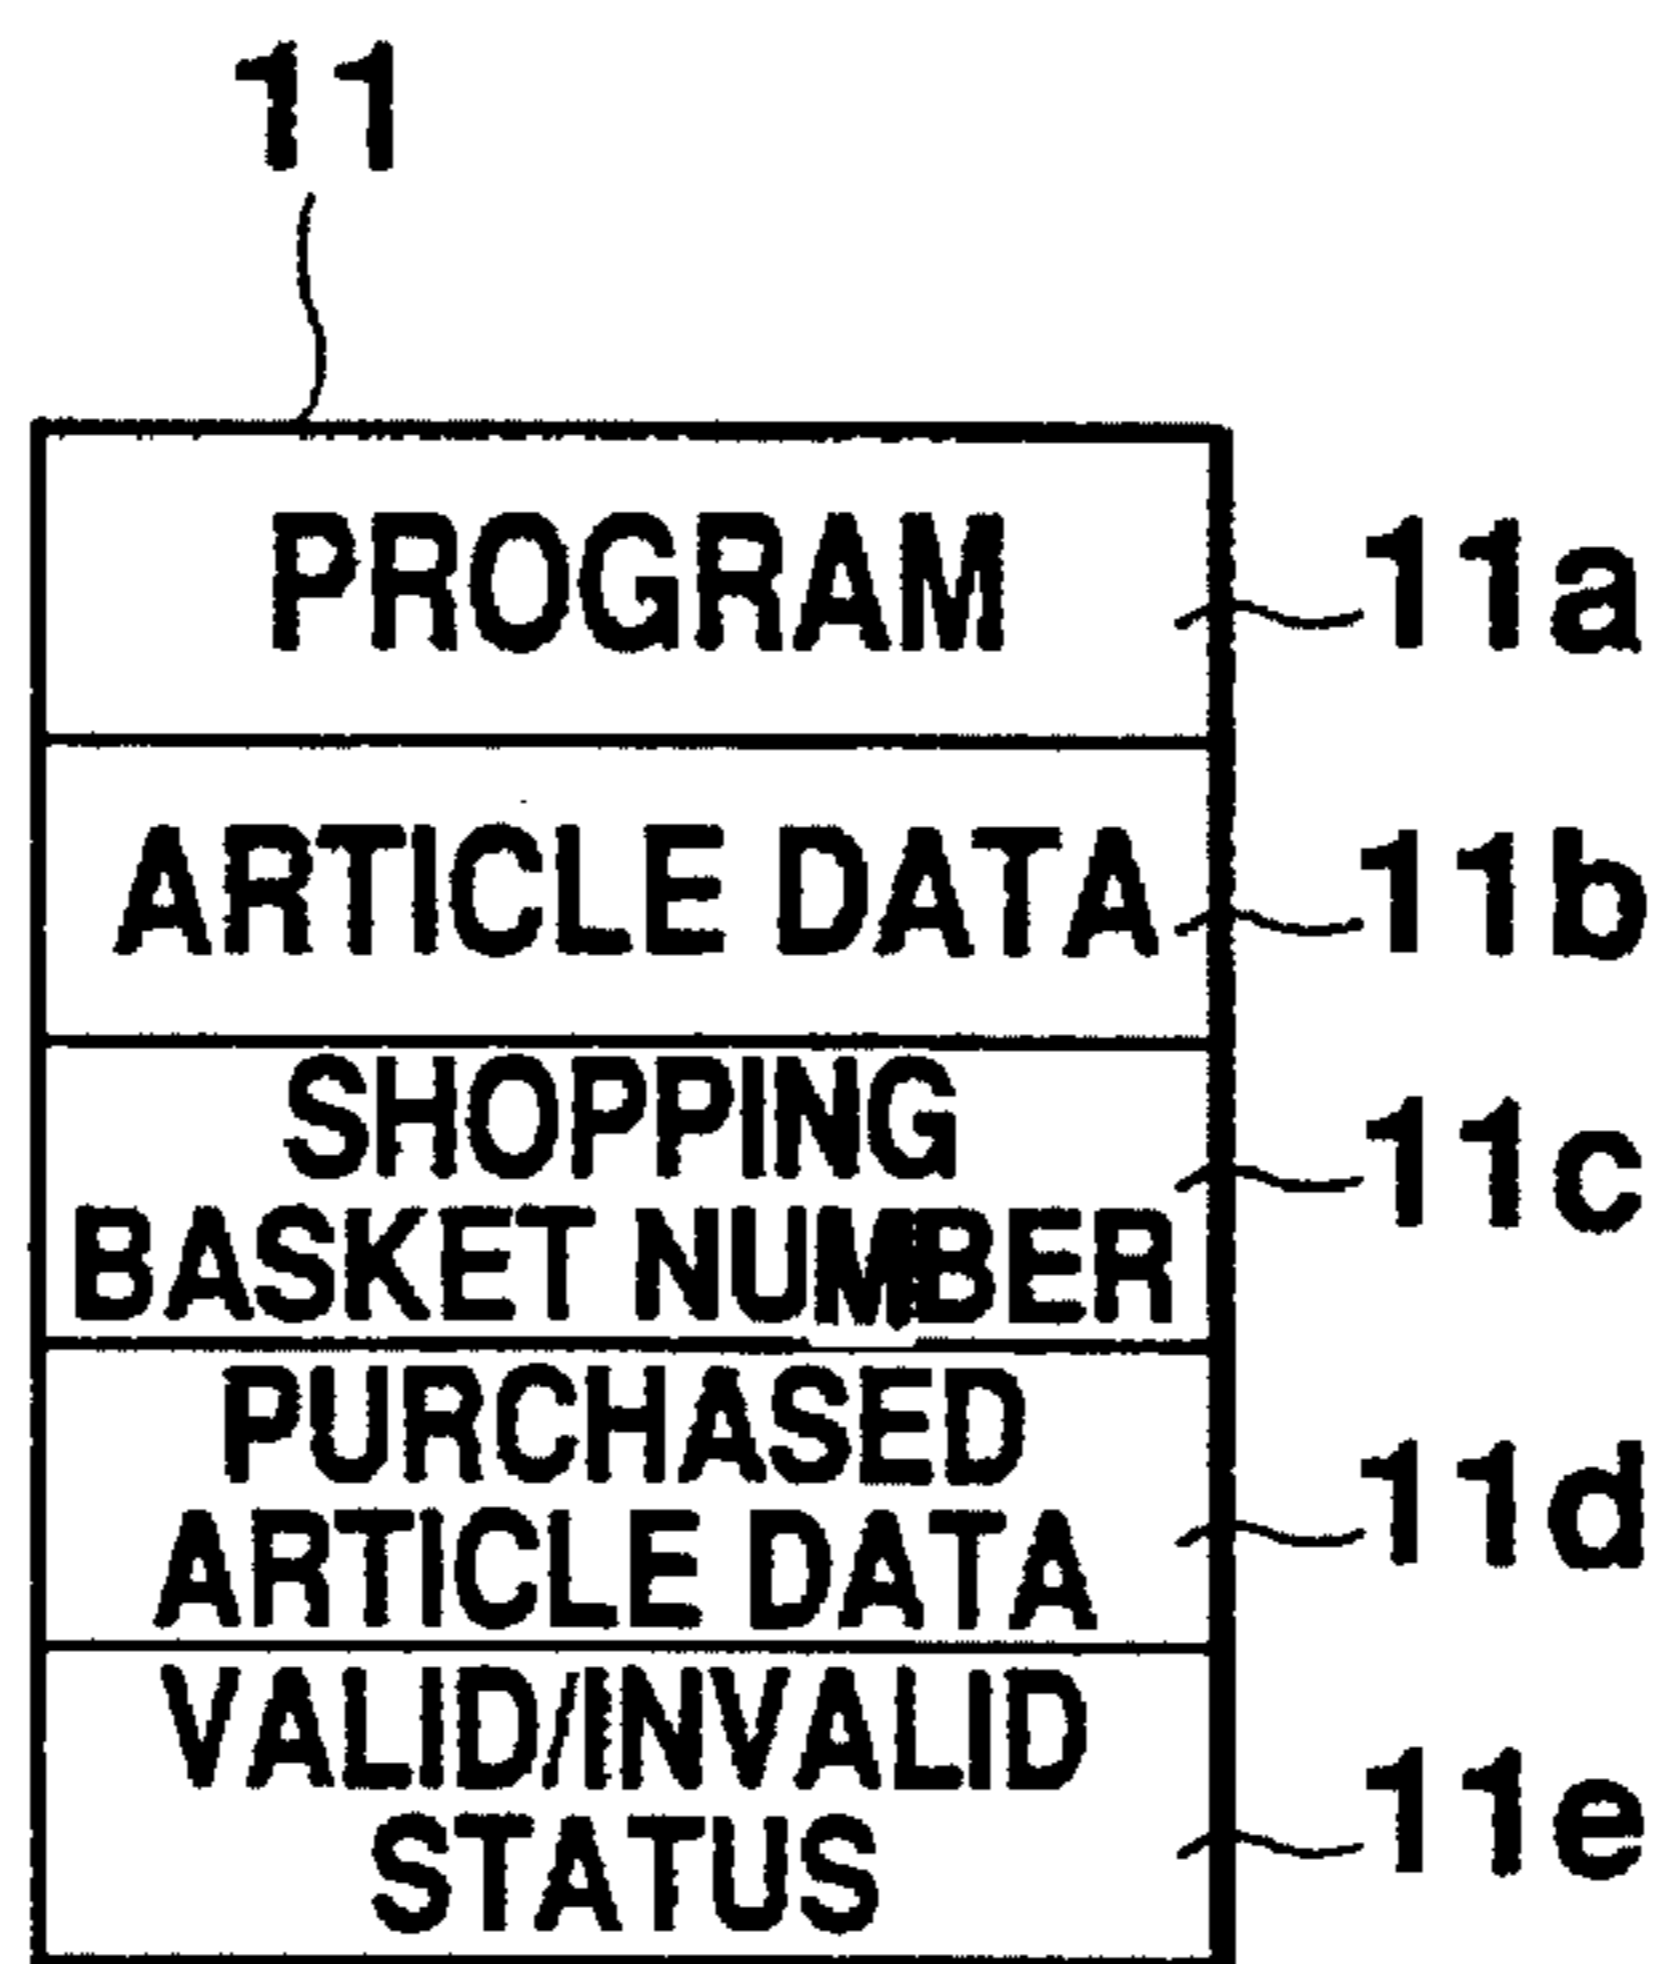 11
PROGRAM 11a
ARTICLE DATA 11b
SHOPPING
BASKET NUMBER 11c
PURCHASED
ARTICLE DATA 11d
VALID/INVALID
STATUS 11e